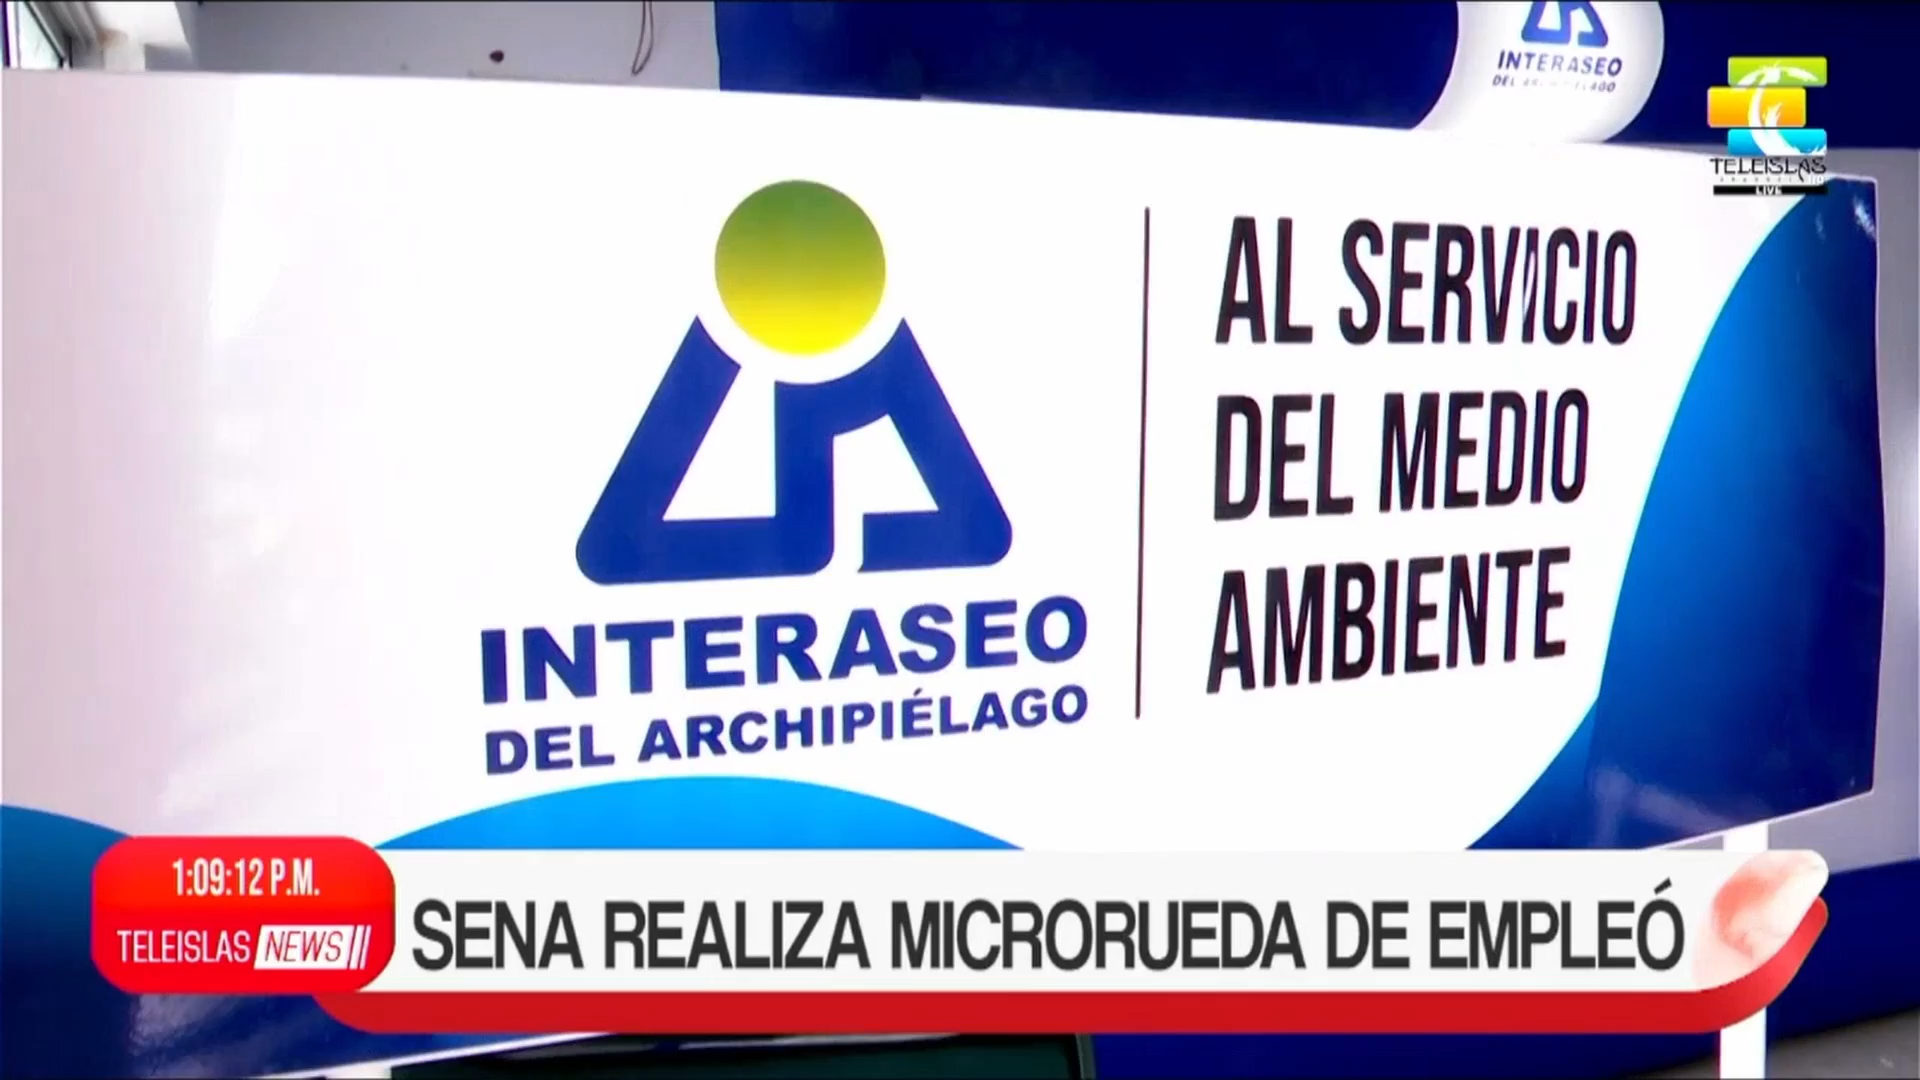 INTERASEO
DEL ARCHIPIÉLAGO
TELEISLAS
LIVE
AL SERVICIO
DEL MEDIO
AMBIENTE
INTERASEO
DEL ARCHIPIÉLAGO
1:09:12 P.M.
TELEISLAS NEWS
SENA REALIZA MICRORUEDA DE EMPLEÓ